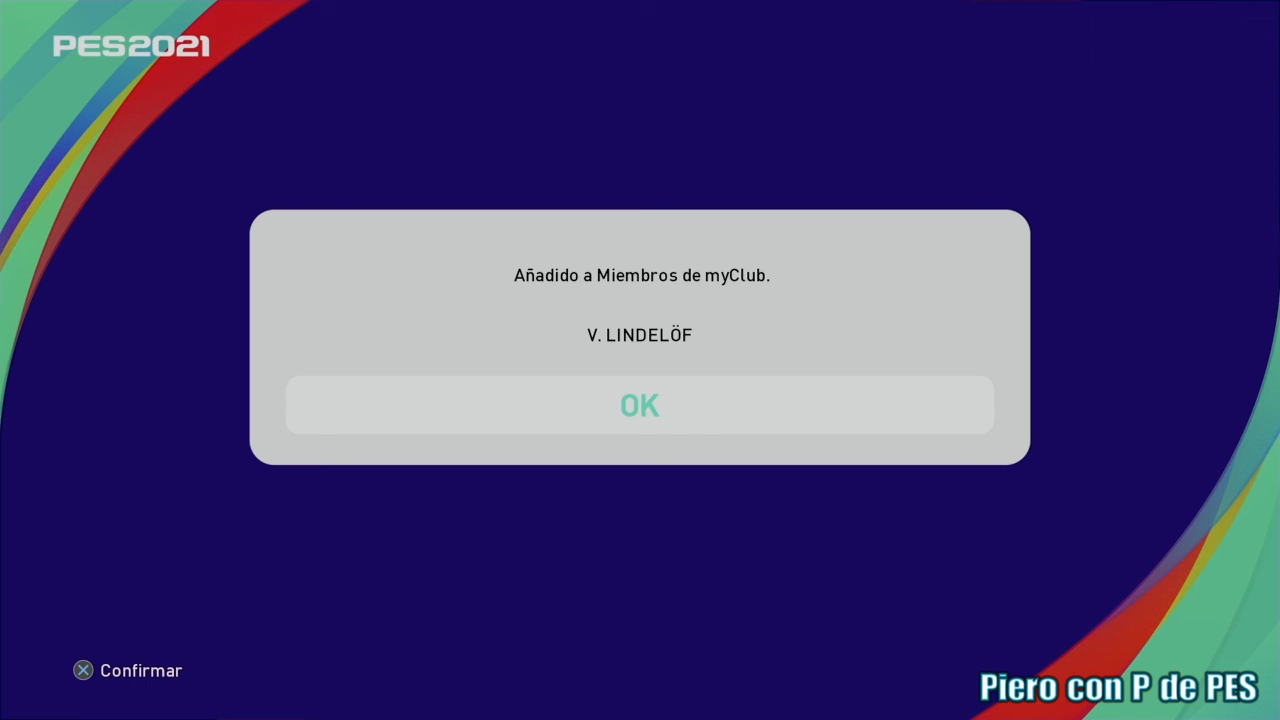 PES2021
Añadido a Miembros de myClub.
V. LINDELÖF
OK
Confirmar
Piero con P de PES